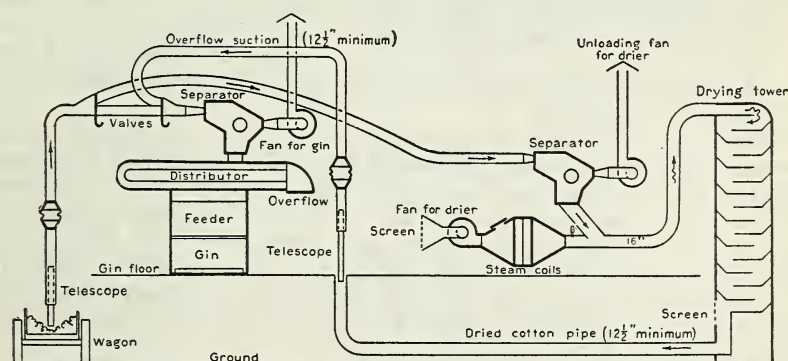 Overflow suction
(12½" minimum)
Unloading fan
for drier
Drying tower
Separator
Valves
Fan for gin
Separator
Distributor
Overflow
Feeder
Fan for drier
Screen
8"
16"
Gin
Telescope
Steam coils
Gin floor
Telescope
Screen
Dried cotton pipe (12½" minimum)
Wagon
Ground